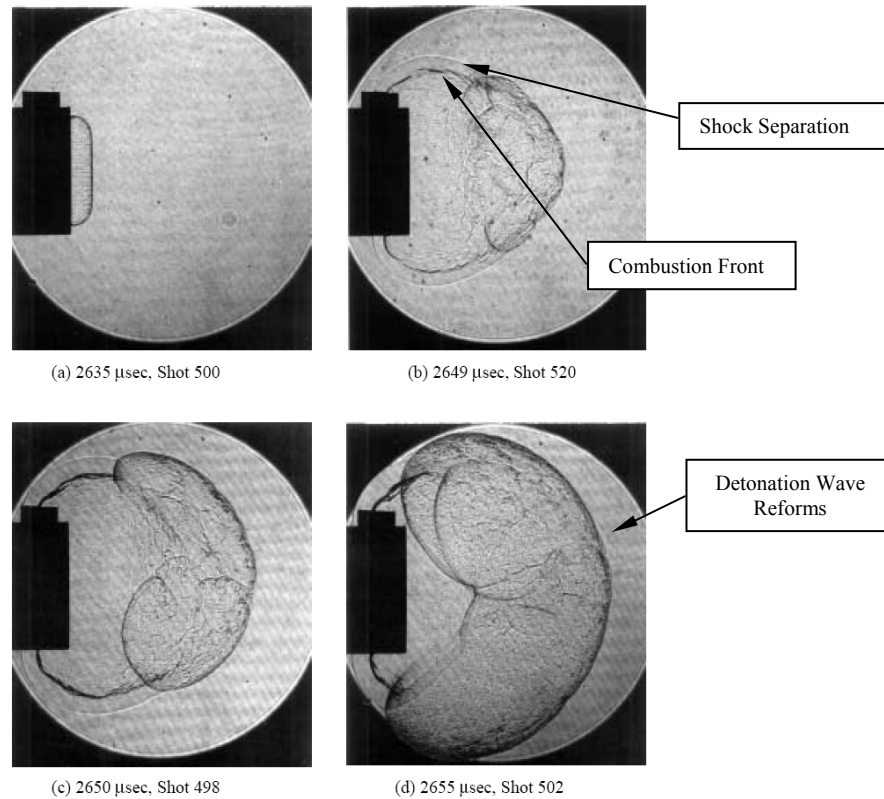 Shock Separation
Combustion Front
(a) 2635 µsec, Shot 500
(b) 2649 µsec, Shot 520
Detonation Wave
Reforms
(c) 2650 µsec, Shot 498
(d) 2655 µsec, Shot 502